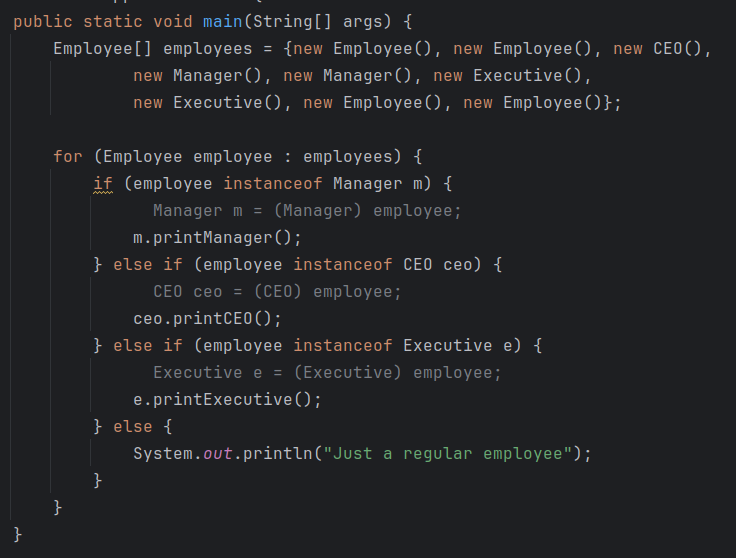 public static void main(String[] args) {
    Employee[] employees = {new Employee(), new Employee(), new CEO(),
            new Manager(), new Manager(), new Executive(),
            new Executive(), new Employee(), new Employee()};

    for (Employee employee : employees) {
        if (employee instanceof Manager m) {
              Manager m = (Manager) employee;
            m.printManager();
        } else if (employee instanceof CEO ceo) {
              CEO ceo = (CEO) employee;
            ceo.printCEO();
        } else if (employee instanceof Executive e) {
              Executive e = (Executive) employee;
            e.printExecutive();
        } else {
            System.out.println("Just a regular employee");
        }
    }
}